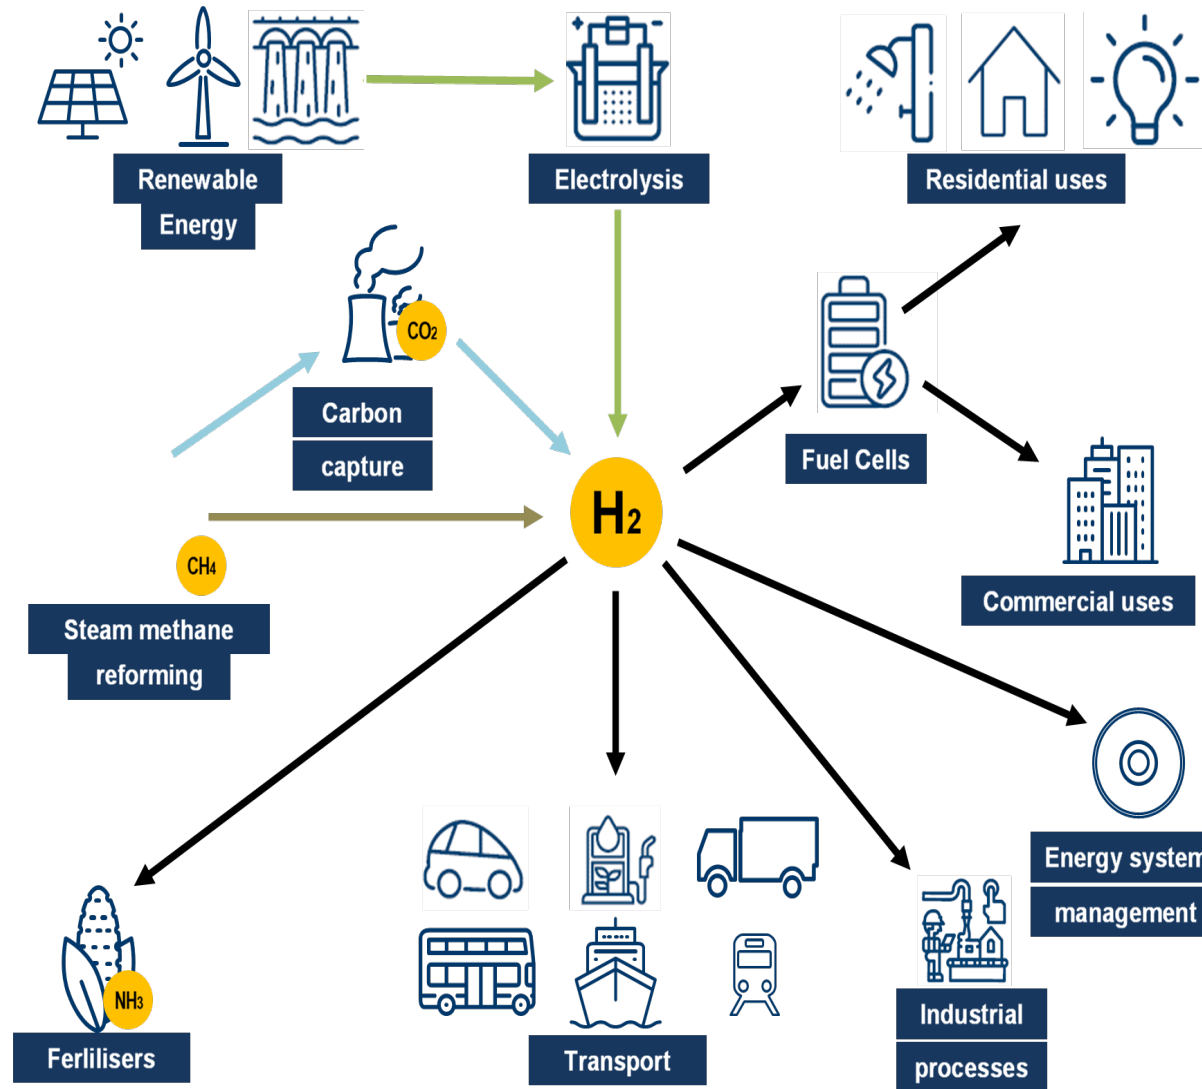 Renewable
Energy
Electrolysis
Residential uses
CO₂
Carbon
capture
Fuel Cells
H₂
CH₄
Steam methane
reforming
Commercial uses
Energy system
management
NH₃
Ferlilisers
Transport
Industrial
processes